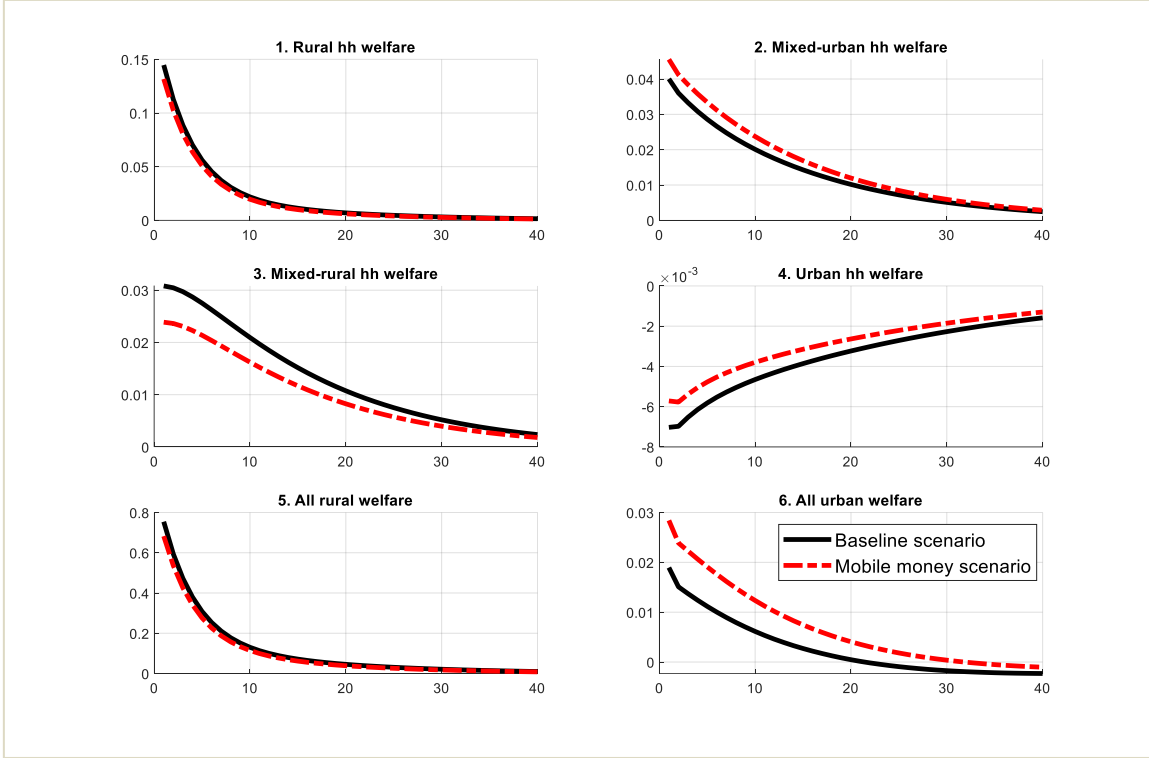 1. Rural hh welfare
0.15
0.1
0.05
0
0 10 20 30 40
2. Mixed-urban hh welfare
0.04
0.03
0.02
0.01
0
0 10 20 30 40
3. Mixed-rural hh welfare
0.03
0.02
0.01
0
0 10 20 30 40
4. Urban hh welfare
×10⁻³
0
-2
-4
-6
-8
0 10 20 30 40
5. All rural welfare
0.8
0.6
0.4
0.2
0
0 10 20 30 40
6. All urban welfare
0.03
0.02
0.01
0
0 10 20 30 40
Baseline scenario
Mobile money scenario